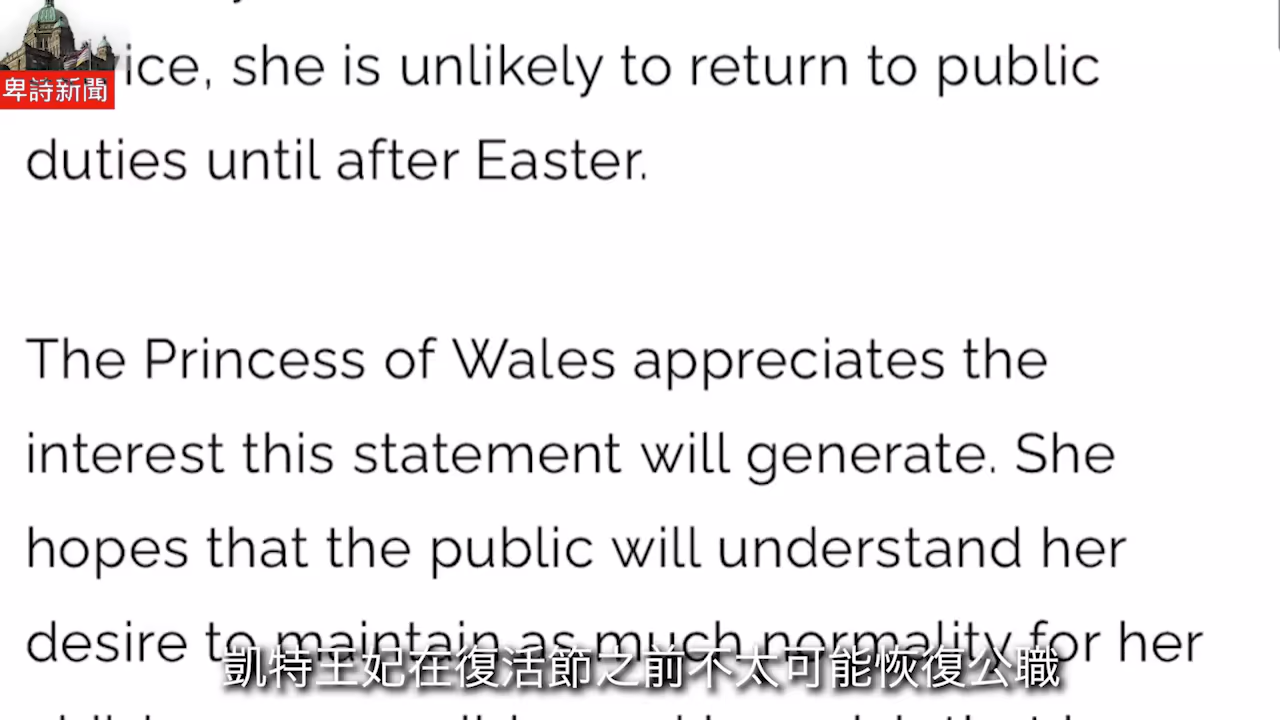 卑詩新聞
she is unlikely to return to public
duties until after Easter.
The Princess of Wales appreciates the
interest this statement will generate. She
hopes that the public will understand her
desire to maintain as much normality for her
凱特王妃在復活節之前不太可能恢復公職